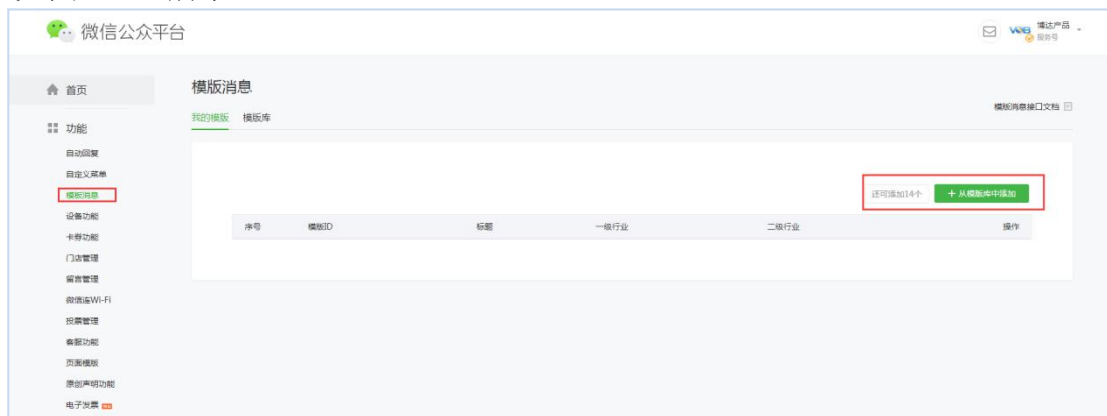 微信公众平台
博达产品
服务号
首页
模版消息
模版消息接口文档
我的模版 模版库
功能
自动回复
自定义菜单
模版消息
设备功能
卡券功能
门店管理
留言管理
微信连Wi-Fi
投票管理
客服功能
页面模版
原创声明功能
电子发票
还可添加14个 + 从模版库中添加
序号 模版ID 标题 一级行业 二级行业 操作